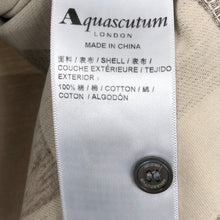 Aquascutum
LONDON
MADE IN CHINA
面料 / 表布 / SHELL / 表布 /
COUCHE EXTÉRIEURE / TEJIDO
EXTERIOR :
100% 棉 / 棉 / COTTON / 綿 /
COTON / ALGODÓN